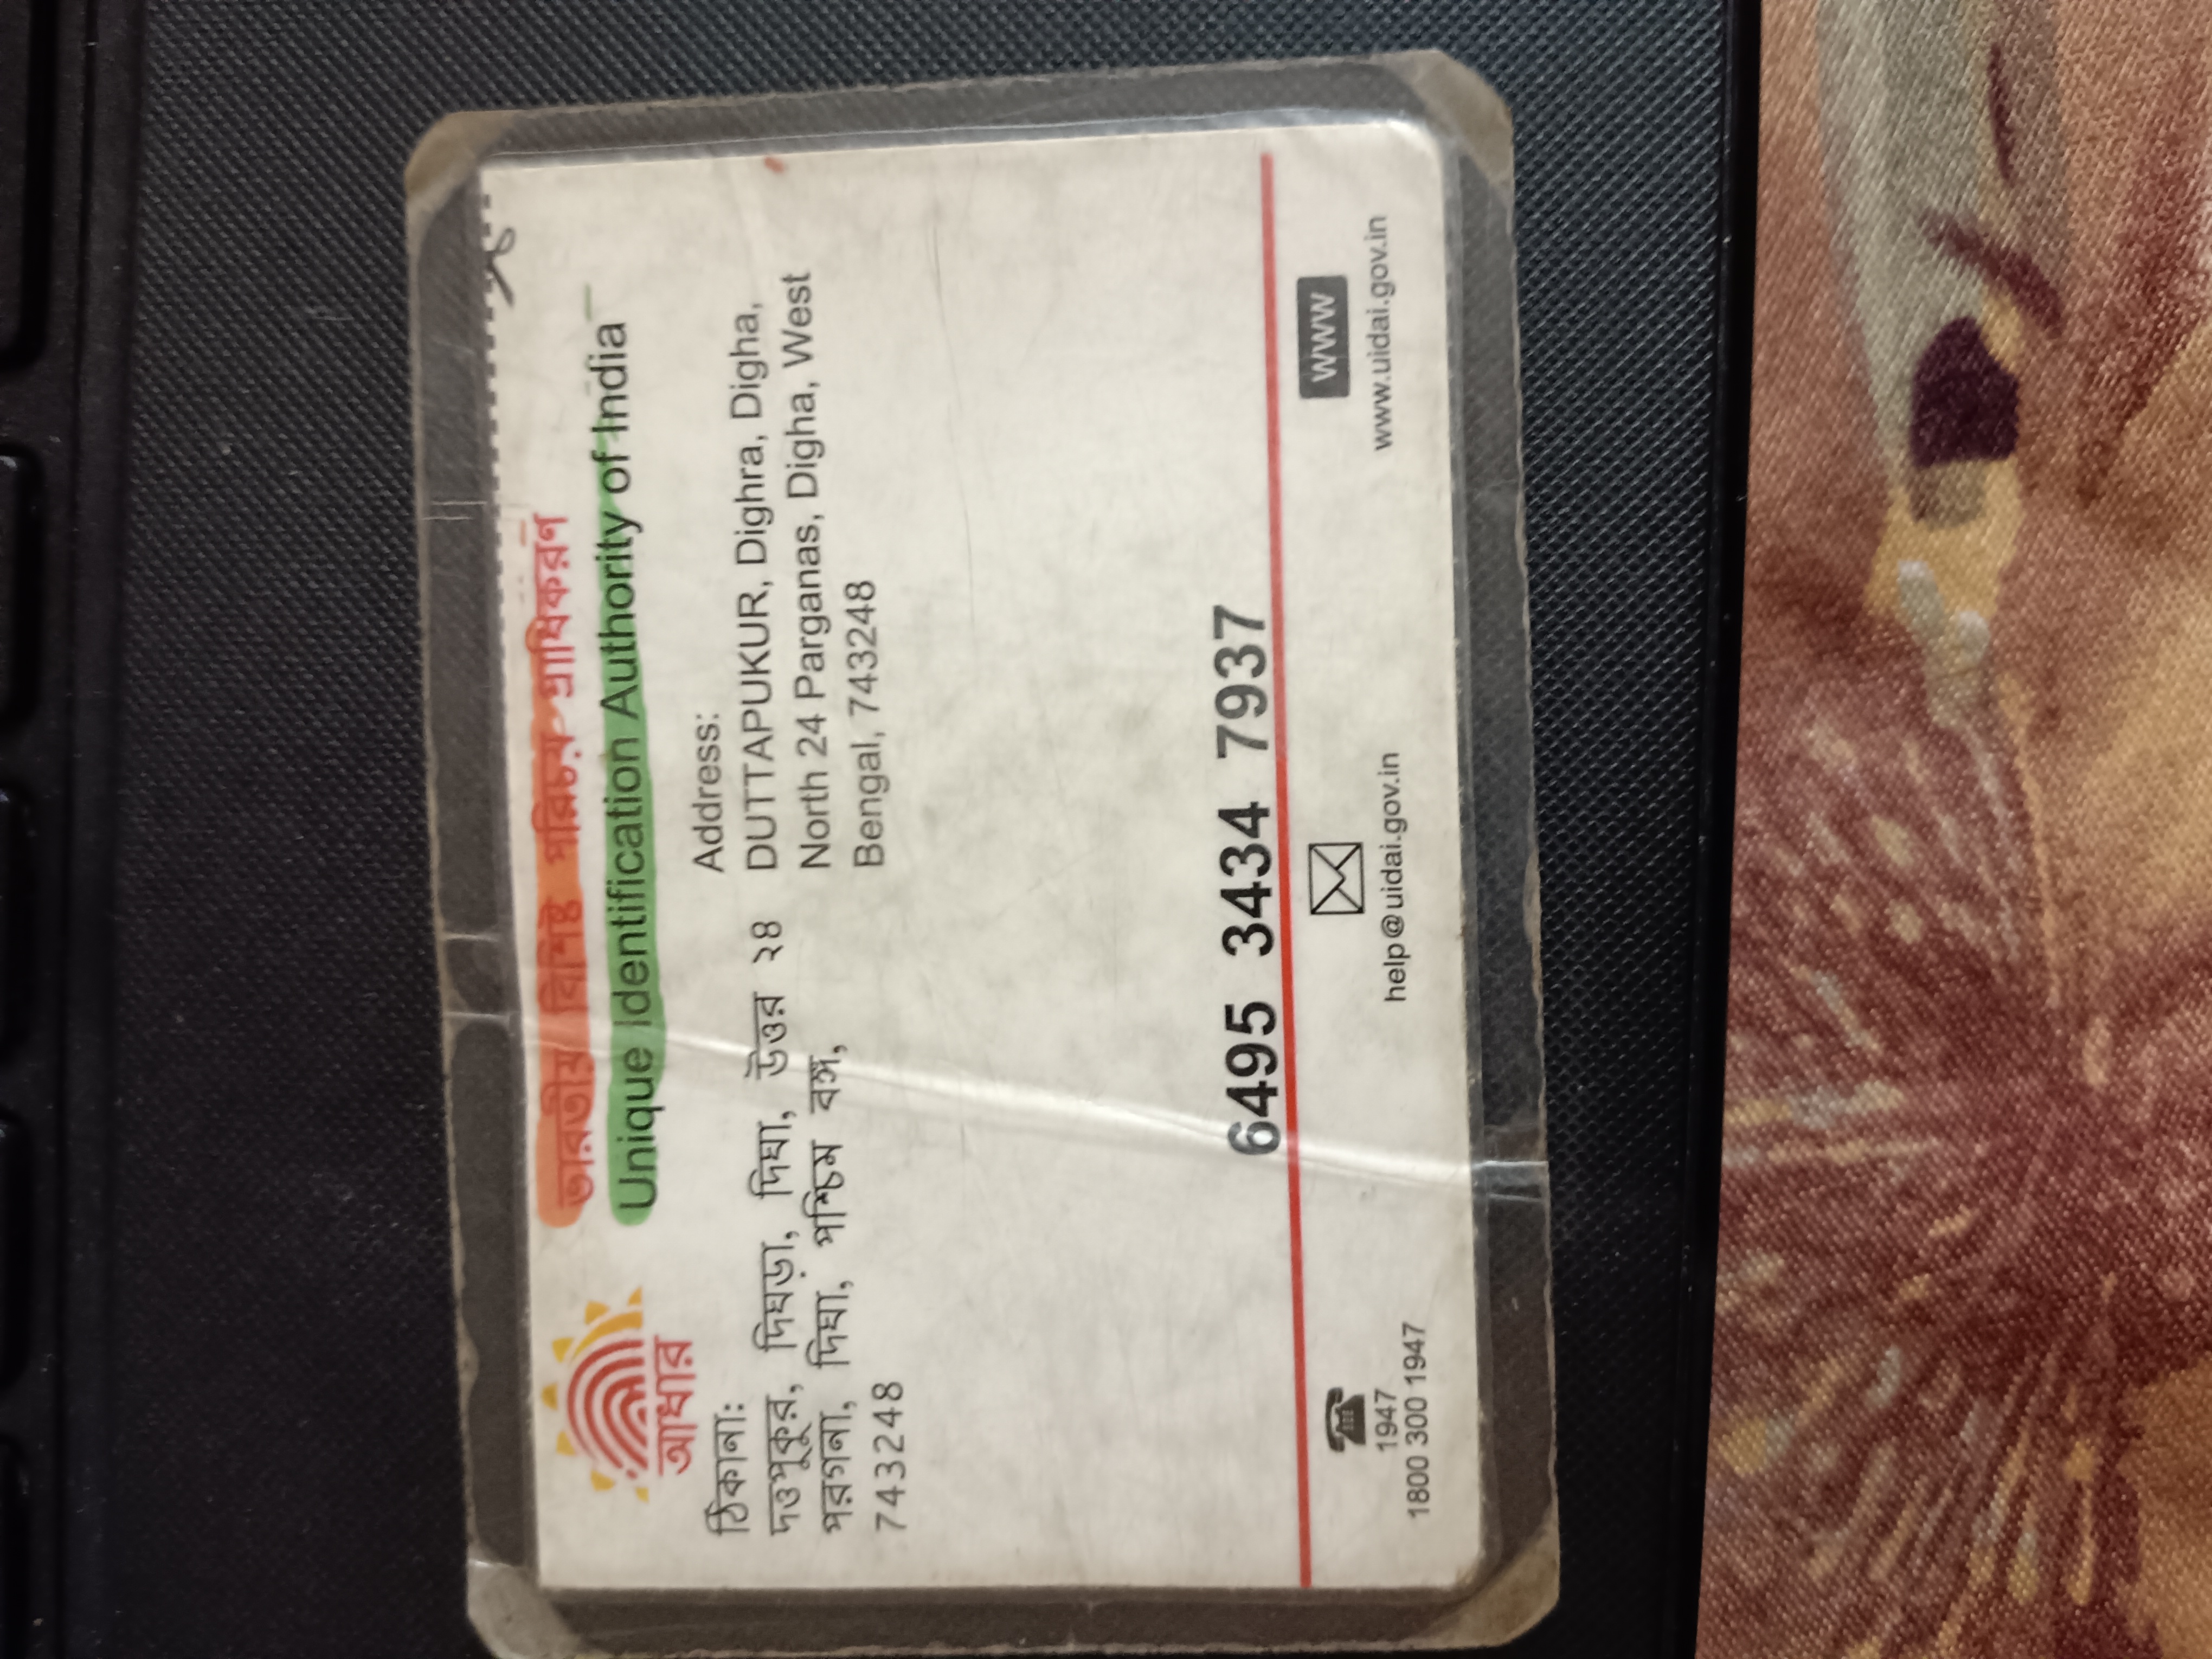 ভারতীয় বিশিষ্ট পরিচয় প্রাধিকরণ
Unique Identification Authority of India
আধার
ঠিকানা:
দত্তপুকুর, দিঘড়া, দিঘা, উত্তর ২৪
পরগনা, দিঘা, পশ্চিম বঙ্গ,
743248
Address:
DUTTAPUKUR, Dighra, Digha,
North 24 Parganas, Digha, West
Bengal, 743248
6495 3434 7937
1947
1800 300 1947
help@uidai.gov.in
WWW
www.uidai.gov.in